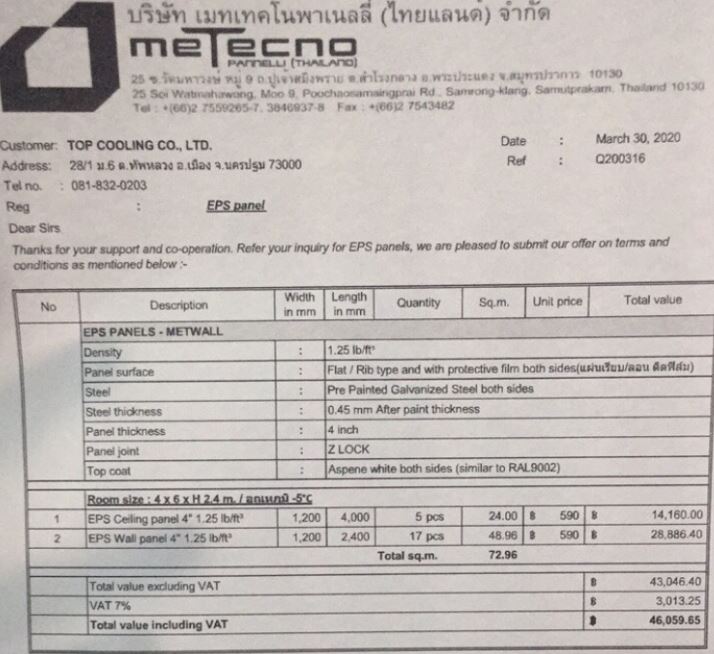 บริษัท เมทเทคโนพาเนลลี่ (ไทยแลนด์) จำกัด
meTecno
PANNELLI (THAILAND)
25 ซ.วัดมหาวงษ์ หมู่ 9 ถ.ปู่เจ้าสมิงพราย ต.สำโรงกลาง อ.พระประแดง จ.สมุทรปราการ 10130
25 Soi Watmahawong, Moo 9, Poochaosamaingprai Rd., Samrong-klang, Samutprakarn, Thailand 10130
Tel : +(66)2 7559265-7, 3846937-8 Fax : +(66)2 7543482
Customer: TOP COOLING CO., LTD. Date : March 30, 2020
Address: 28/1 ม.6 ต.ทัพหลวง อ.เมือง จ.นครปฐม 73000 Ref : Q200316
Tel no. : 081-832-0203
Reg : EPS panel
Dear Sirs
Thanks for your support and co-operation. Refer your inquiry for EPS panels, we are pleased to submit our offer on terms and
conditions as mentioned below :-
No Description Width in mm Length in mm Quantity Sq.m. Unit price Total value
EPS PANELS - METWALL
Density : 1.25 lb/ft³
Panel surface : Flat / Rib type and with protective film both sides(แผ่นเรียบ/ลอน ติดฟิล์ม)
Steel : Pre Painted Galvanized Steel both sides
Steel thickness : 0.45 mm After paint thickness
Panel thickness : 4 inch
Panel joint : Z LOCK
Top coat : Aspene white both sides (similar to RAL9002)
Room size : 4 x 6 x H 2.4 m. / อุณหภูมิ -5°C
1 EPS Ceiling panel 4" 1.25 lb/ft³ 1,200 4,000 5 pcs 24.00 ฿ 590 ฿ 14,160.00
2 EPS Wall panel 4" 1.25 lb/ft³ 1,200 2,400 17 pcs 48.96 ฿ 590 ฿ 28,886.40
Total sq.m. 72.96
Total value excluding VAT ฿ 43,046.40
VAT 7% ฿ 3,013.25
Total value including VAT ฿ 46,059.65